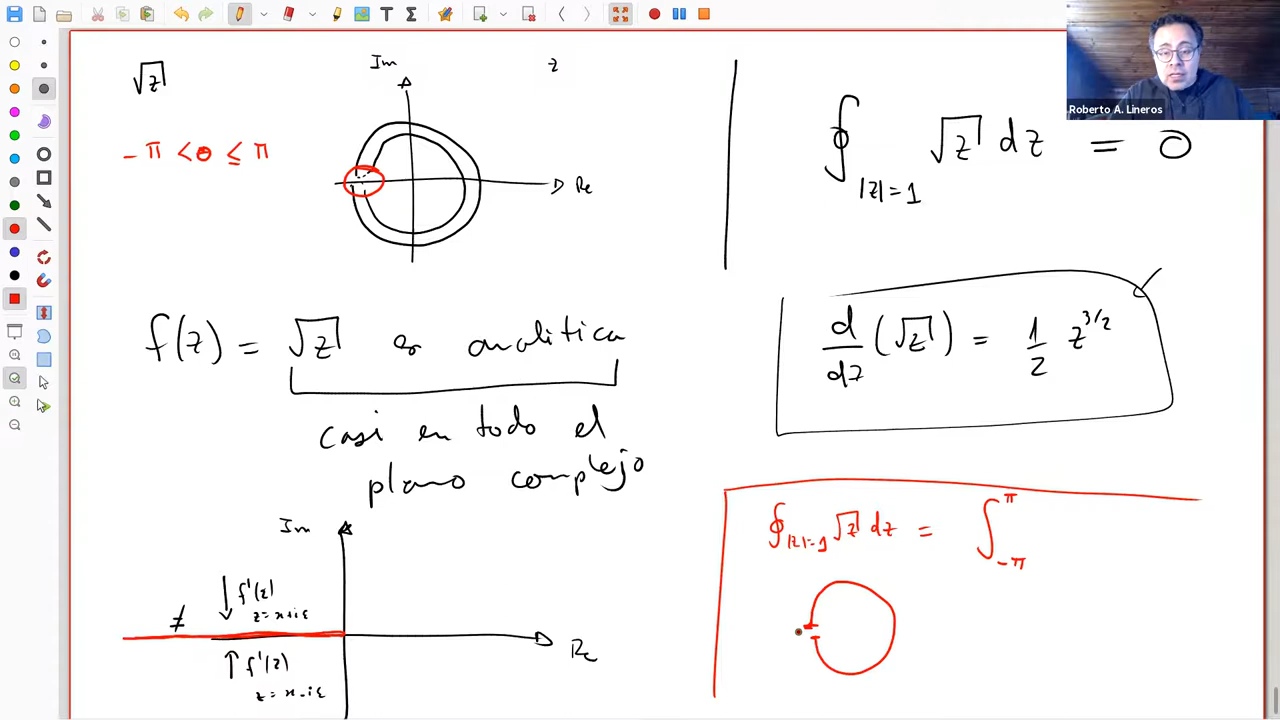 √z
Im
z
- π < θ ≤ π
Re
f(z) = √z es analitica
casi en todo el
plano complejo
Im
≠
↓ f'(z)
z = x+iε
↑ f'(z)
z = x-iε
Re
Roberto A. Lineros
∮|z|=1 √z dz = 0
d/dz (√z) = 1/2 z^3/2
∮|z|=1 √z dz = ∫_-π^π